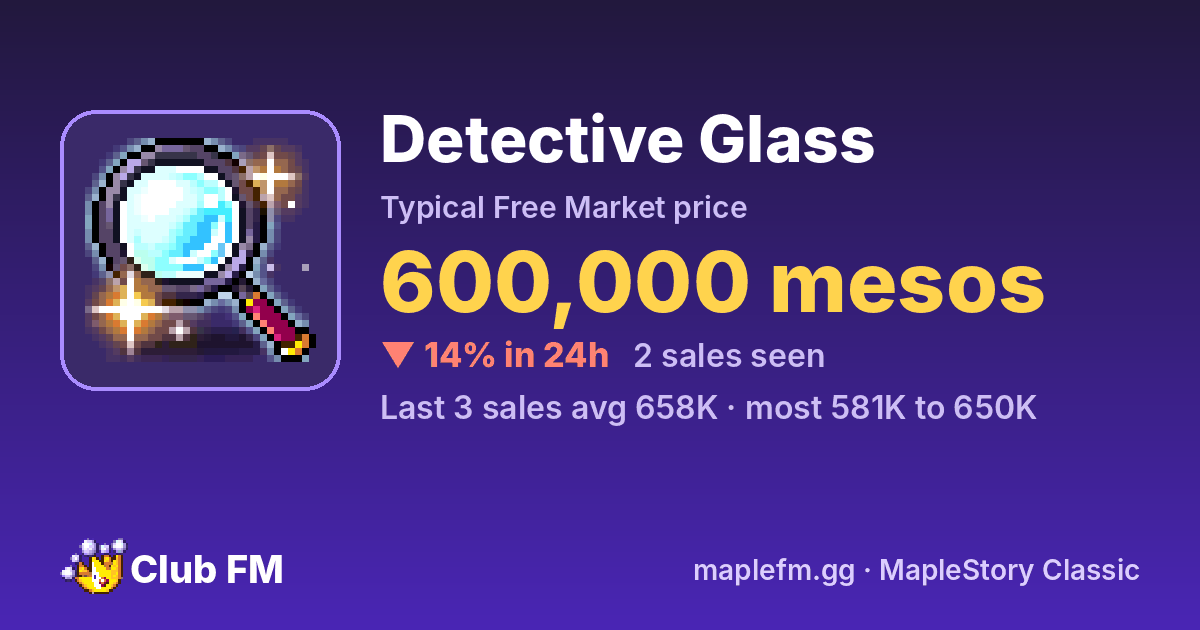 Detective Glass
Typical Free Market price
600,000 mesos
▼ 14% in 24h 2 sales seen
Last 3 sales avg 658K · most 581K to 650K
Club FM
maplefm.gg · MapleStory Classic